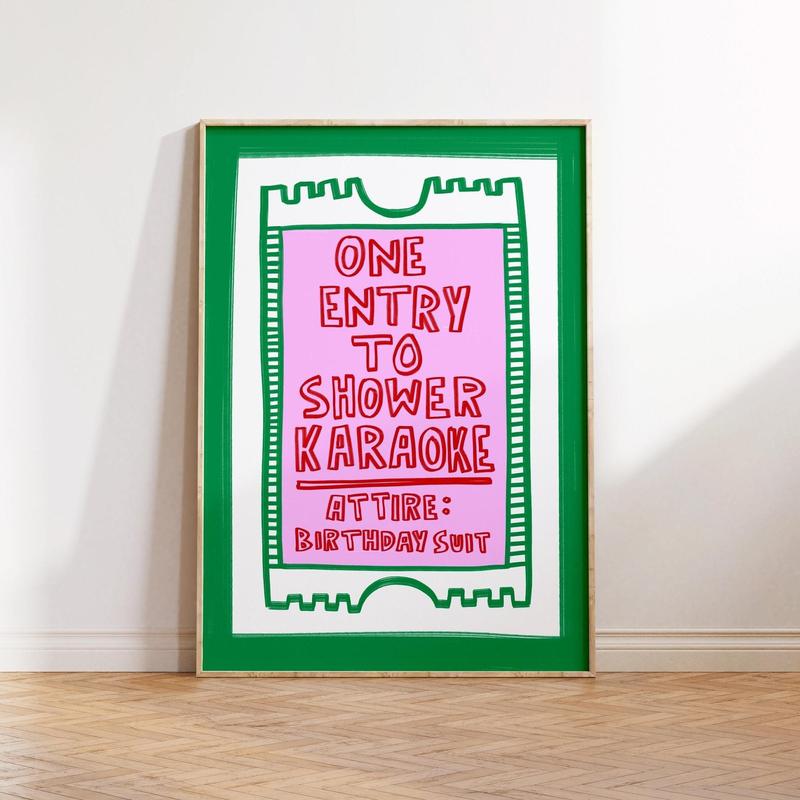 ONE
ENTRY
TO
SHOWER
KARAOKE
ATTIRE:
BIRTHDAY SUIT